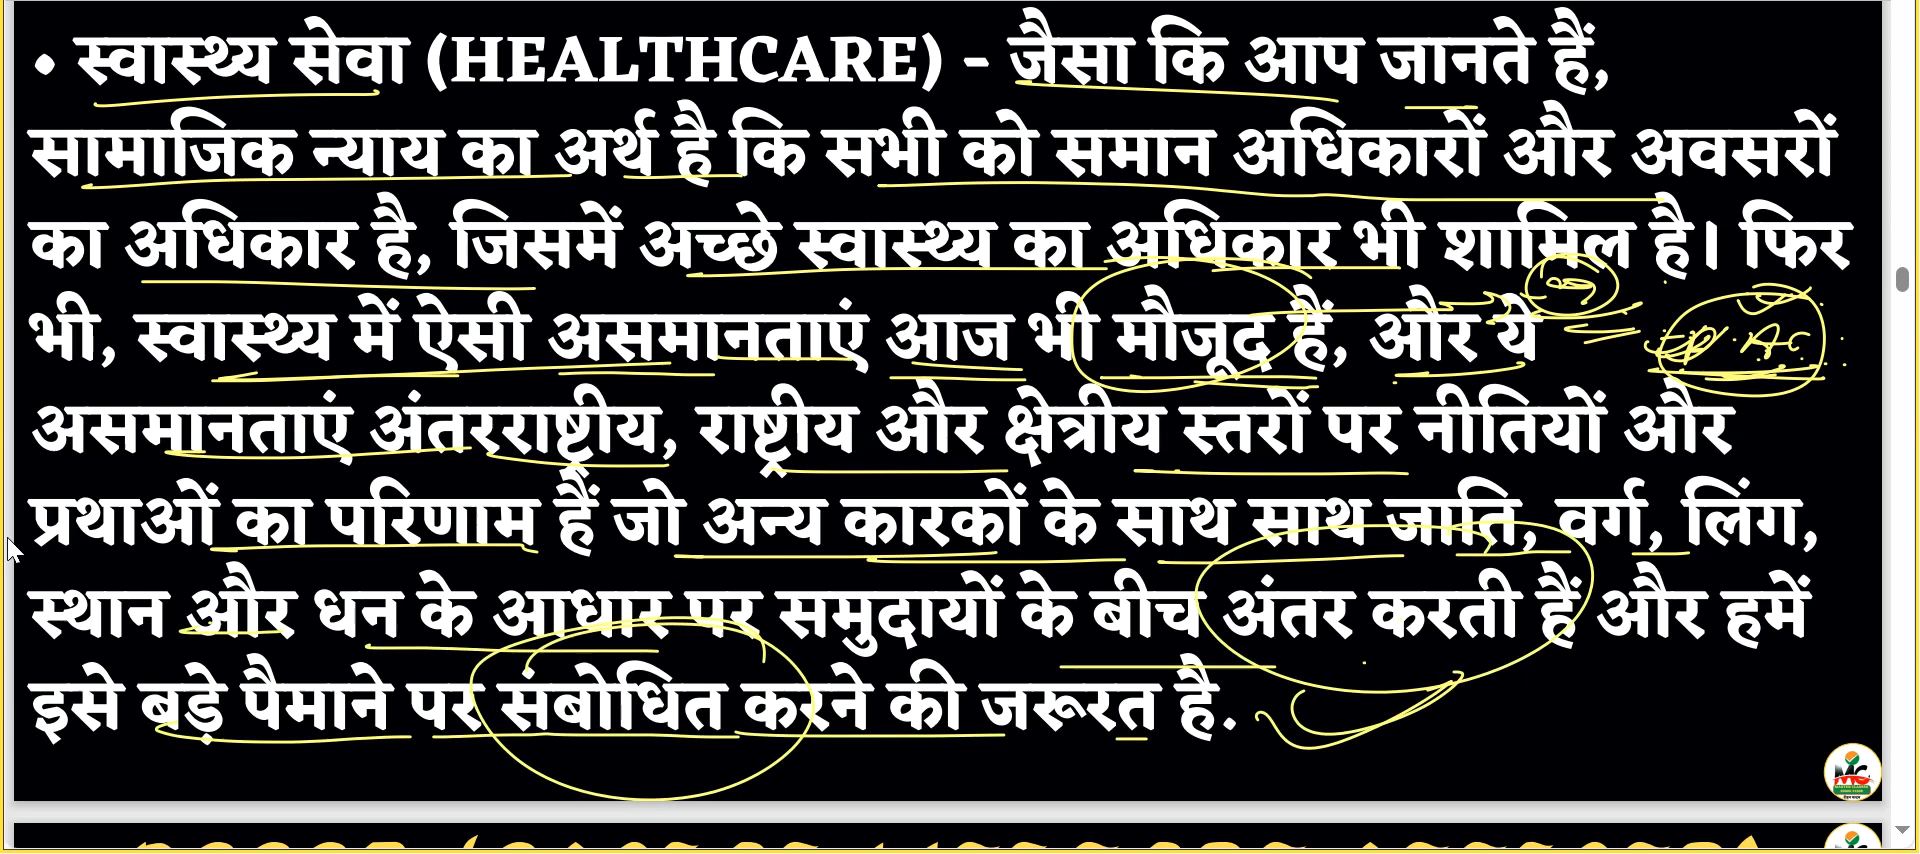 • स्वास्थ्य सेवा (HEALTHCARE) - जैसा कि आप जानते हैं,
सामाजिक न्याय का अर्थ है कि सभी को समान अधिकारों और अवसरों
का अधिकार है, जिसमें अच्छे स्वास्थ्य का अधिकार भी शामिल है। फिर
भी, स्वास्थ्य में ऐसी असमानताएं आज भी मौजूद हैं, और ये
असमानताएं अंतरराष्ट्रीय, राष्ट्रीय और क्षेत्रीय स्तरों पर नीतियों और
प्रथाओं का परिणाम हैं जो अन्य कारकों के साथ साथ जाति, वर्ग, लिंग,
स्थान और धन के आधार पर समुदायों के बीच अंतर करती हैं और हमें
इसे बड़े पैमाने पर संबोधित करने की जरूरत है.